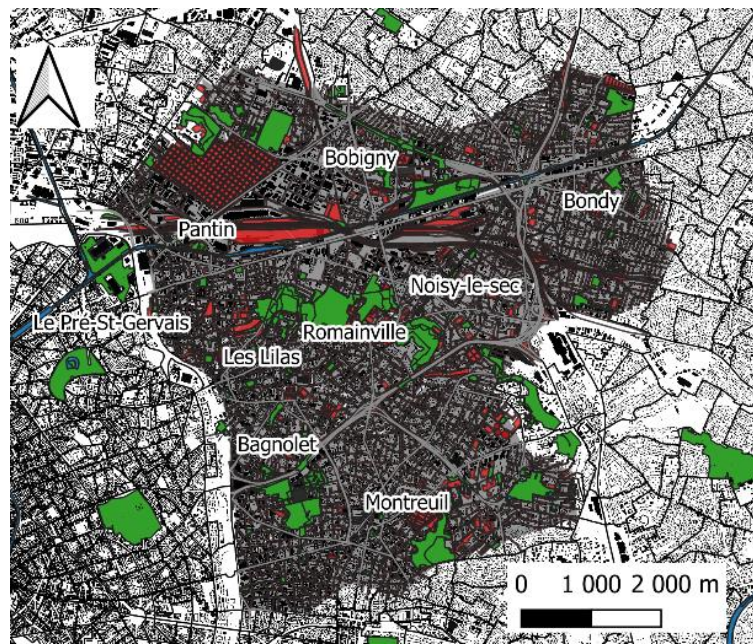 Bobigny
Bondy
Pantin
Noisy-le-sec
Le Pré-St-Gervais
Romainville
Les Lilas
Bagnolet
Montreuil
0 1 000 2 000 m